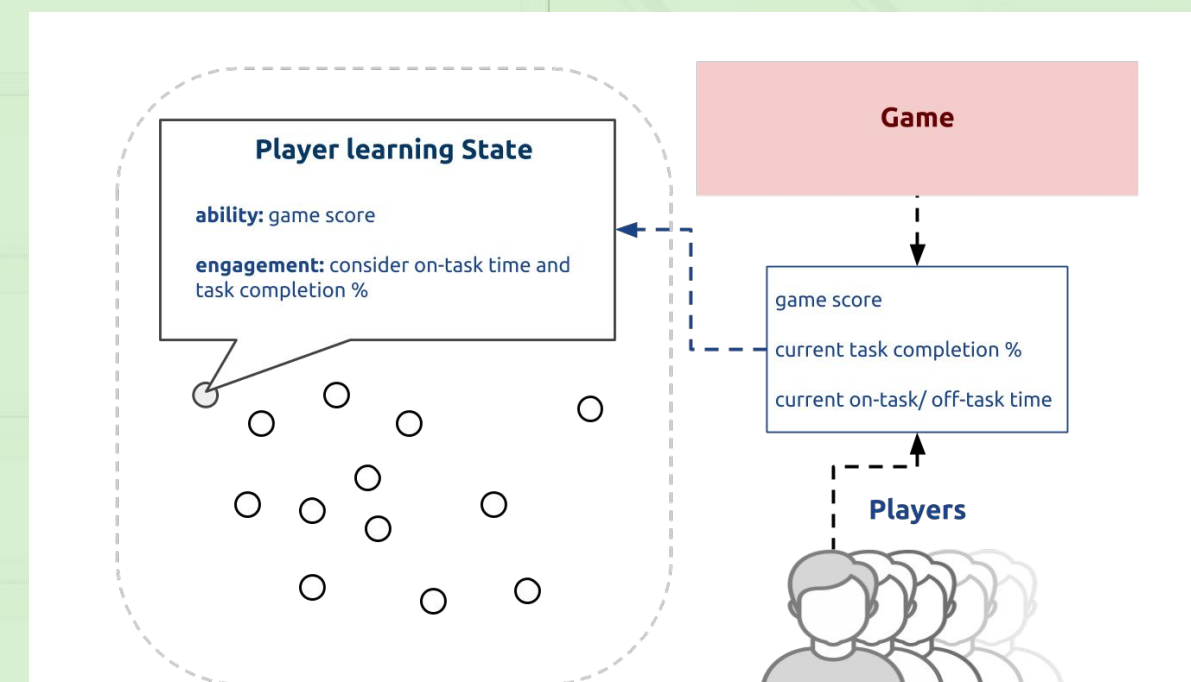 Player learning State
ability: game score
engagement: consider on-task time and
task completion %
Game
game score
current task completion %
current on-task/ off-task time
Players